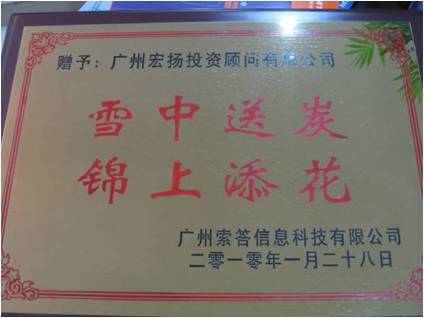 赠予：广州宏扬投资顾问有限公司
雪中送炭
锦上添花
广州索答信息科技有限公司
二零一零年一月二十八日